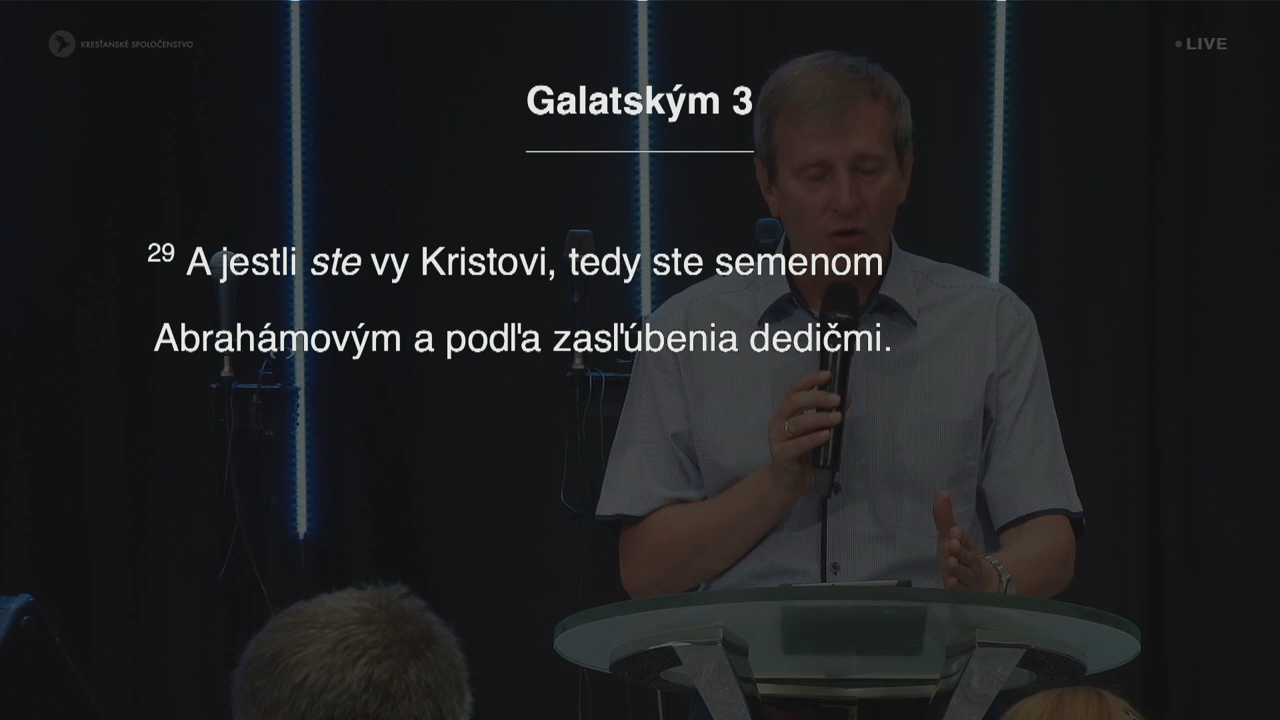 KRESŤANSKÉ SPOLOČENSTVO
LIVE
Galatským 3
29 A jestli ste vy Kristovi, tedy ste semenom
Abrahámovým a podľa zasľúbenia dedičmi.